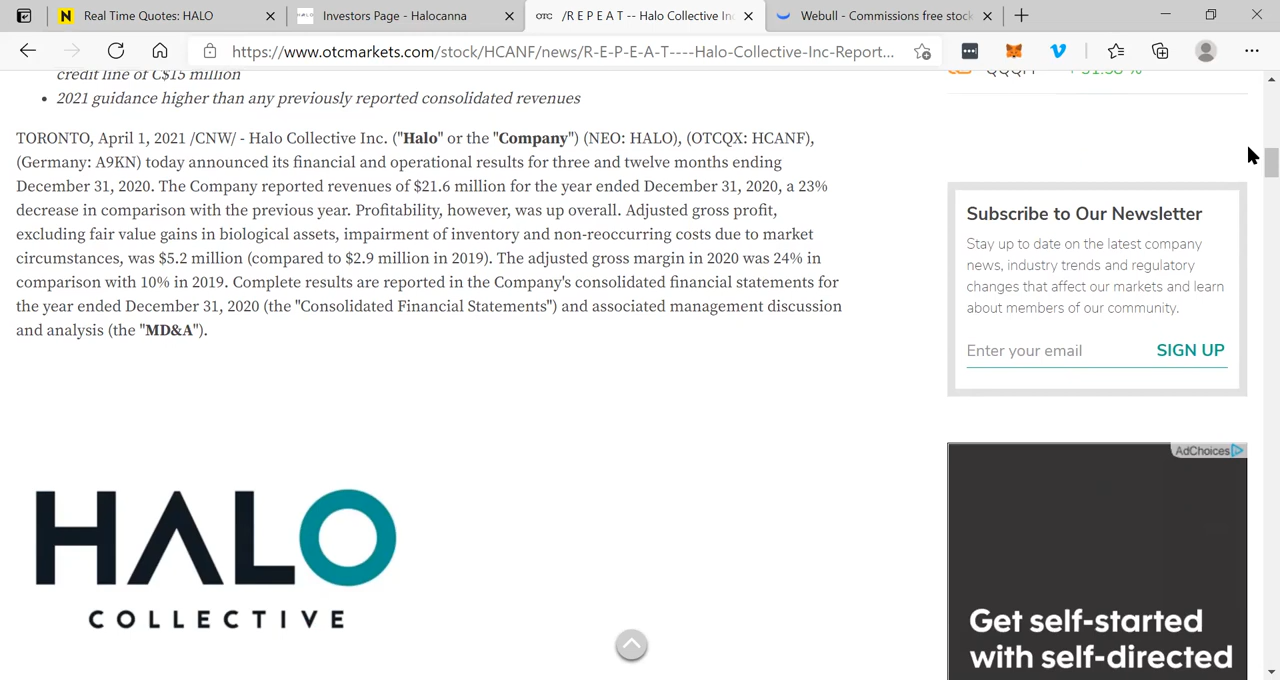 Real Time Quotes: HALO
Investors Page - Halocanna
OTC /R E P E A T -- Halo Collective Inc
Webull - Commissions free stock
https://www.otcmarkets.com/stock/HCANF/news/R-E-P-E-A-T----Halo-Collective-Inc-Report...
credit line of C$15 million
• 2021 guidance higher than any previously reported consolidated revenues
TORONTO, April 1, 2021 /CNW/ - Halo Collective Inc. ("Halo" or the "Company") (NEO: HALO), (OTCQX: HCANF),
(Germany: A9KN) today announced its financial and operational results for three and twelve months ending
December 31, 2020. The Company reported revenues of $21.6 million for the year ended December 31, 2020, a 23%
decrease in comparison with the previous year. Profitability, however, was up overall. Adjusted gross profit,
excluding fair value gains in biological assets, impairment of inventory and non-reoccurring costs due to market
circumstances, was $5.2 million (compared to $2.9 million in 2019). The adjusted gross margin in 2020 was 24% in
comparison with 10% in 2019. Complete results are reported in the Company's consolidated financial statements for
the year ended December 31, 2020 (the "Consolidated Financial Statements") and associated management discussion
and analysis (the "MD&A").
HALO
COLLECTIVE
Subscribe to Our Newsletter
Stay up to date on the latest company
news, industry trends and regulatory
changes that affect our markets and learn
about members of our community.
Enter your email SIGN UP
AdChoices
Get self-started
with self-directed